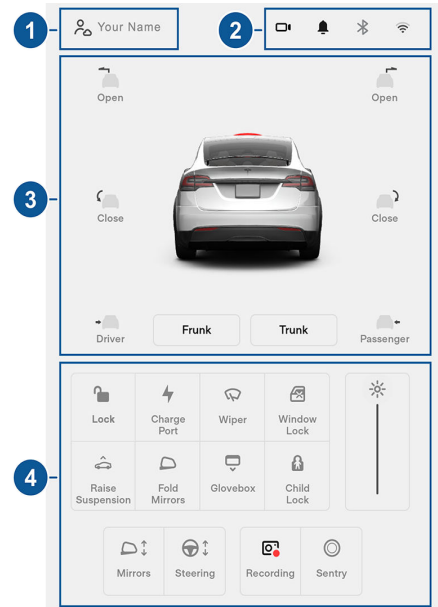 1
Your Name
2
Open
Open
3
Close
Close
Driver
Frunk
Trunk
Passenger
4
Lock
Charge
Port
Wiper
Window
Lock
Raise
Suspension
Fold
Mirrors
Glovebox
Child
Lock
Mirrors
Steering
Recording
Sentry